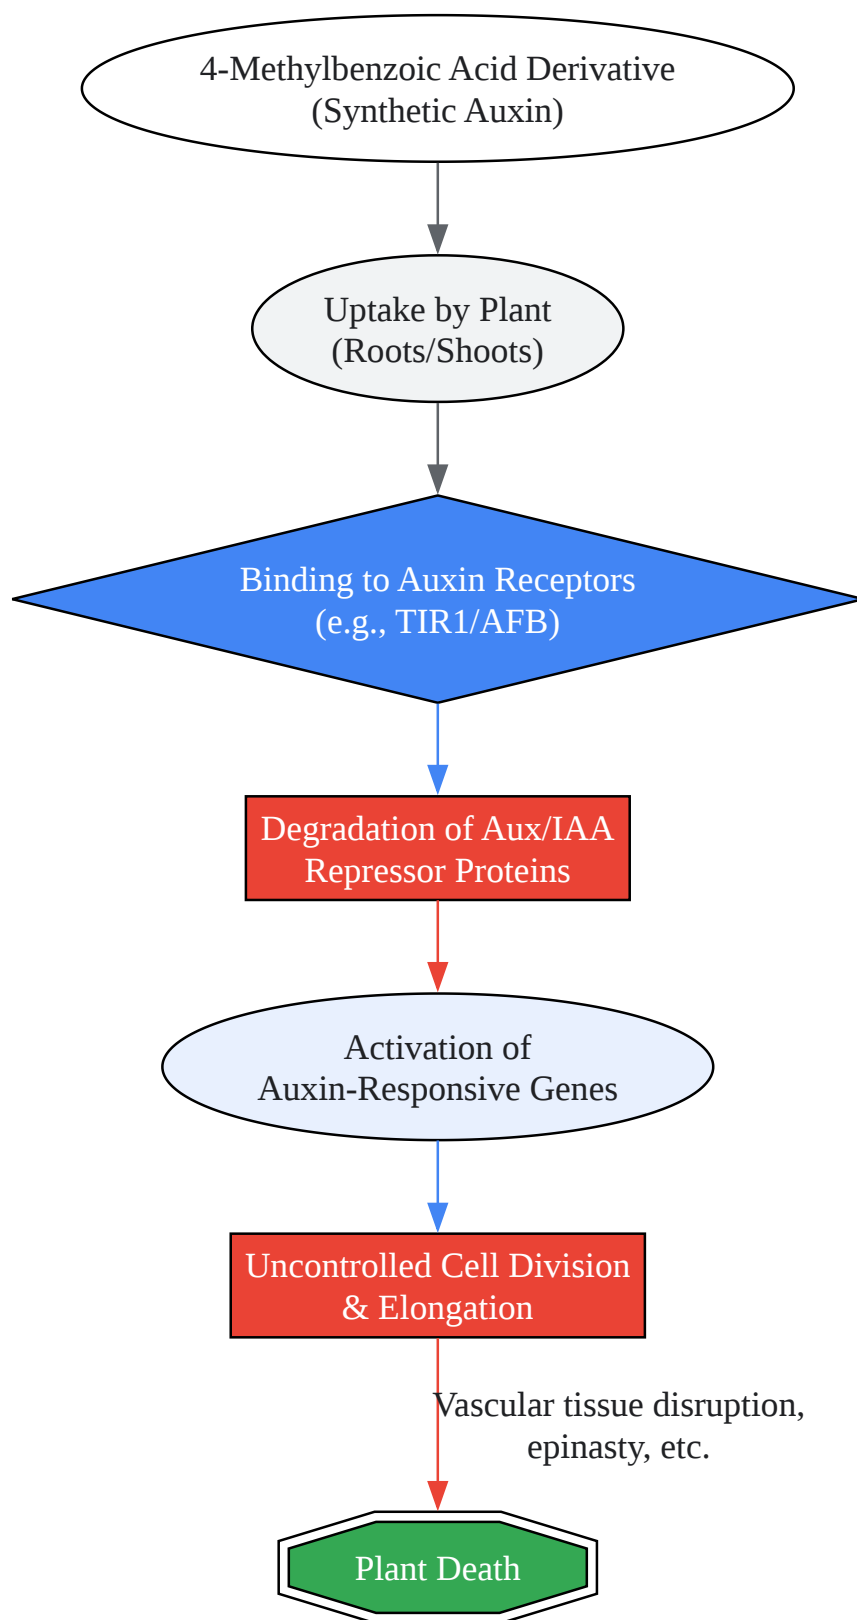 4-Methylbenzoic Acid Derivative
(Synthetic Auxin)
Uptake by Plant
(Roots/Shoots)
Binding to Auxin Receptors
(e.g., TIR1/AFB)
Degradation of Aux/IAA
Repressor Proteins
Activation of
Auxin-Responsive Genes
Uncontrolled Cell Division
& Elongation
Vascular tissue disruption,
epinasty, etc.
Plant Death